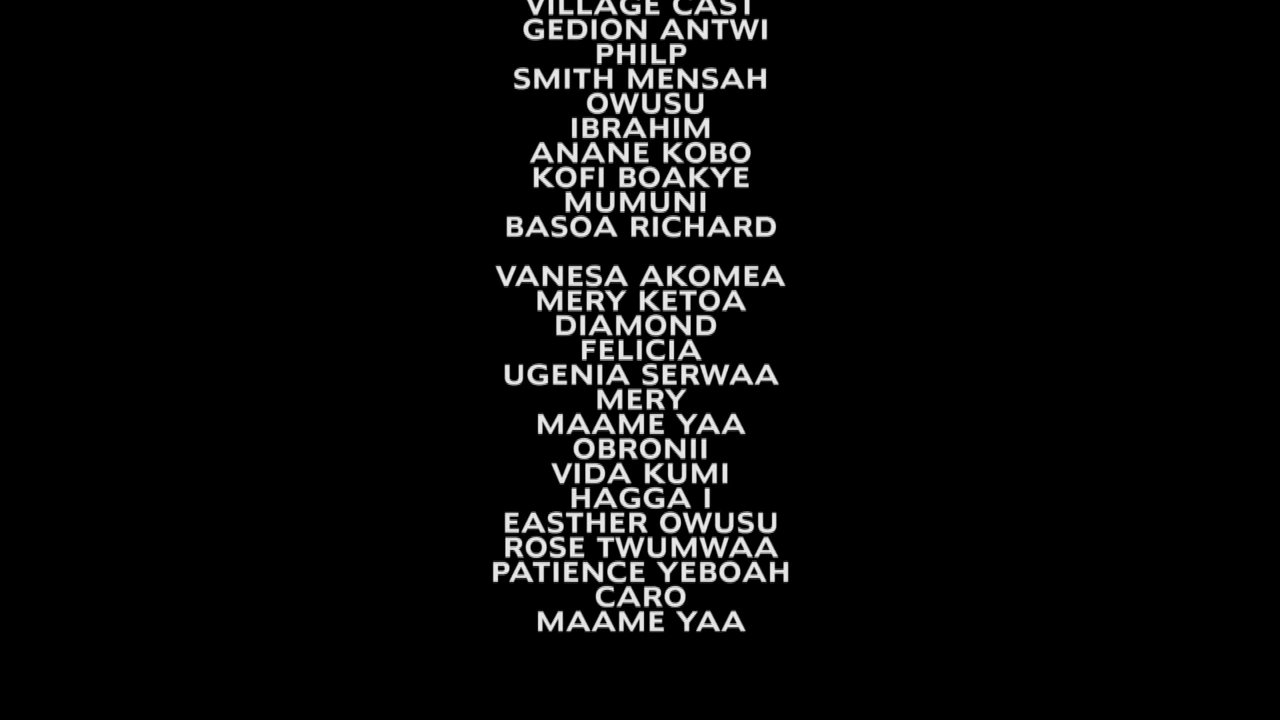 VILLAGE CAST
GEDION ANTWI
PHILP
SMITH MENSAH
OWUSU
IBRAHIM
ANANE KOBO
KOFI BOAKYE
MUMUNI
BASOA RICHARD
VANESA AKOMEA
MERY KETOA
DIAMOND
FELICIA
UGENIA SERWAA
MERY
MAAME YAA
OBRONII
VIDA KUMI
HAGGA I
EASTHER OWUSU
ROSE TWUMWAA
PATIENCE YEBOAH
CARO
MAAME YAA